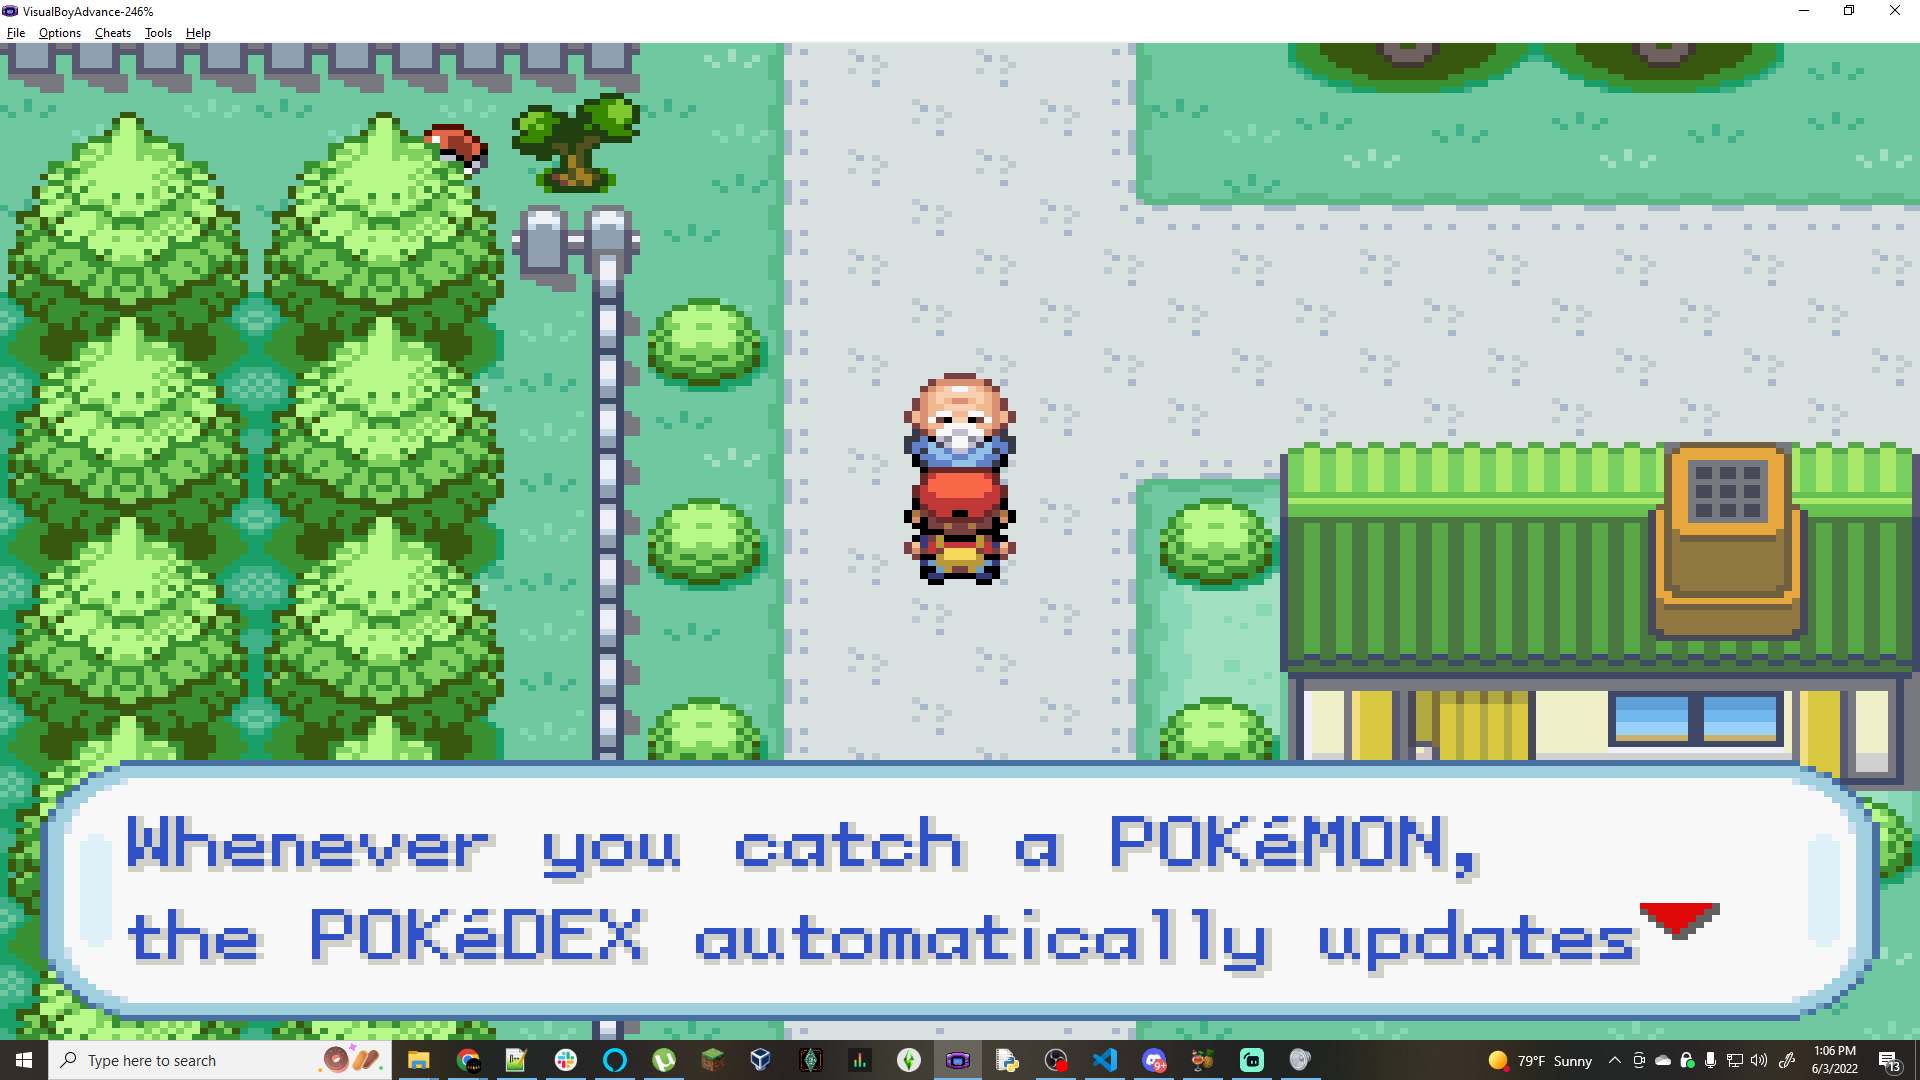 VisualBoyAdvance-246%
File Options Cheats Tools Help
Whenever you catch a POKéMON,
the POKéDEX automatically updates
Type here to search
9+
79°F Sunny
1:06 PM
6/3/2022
13